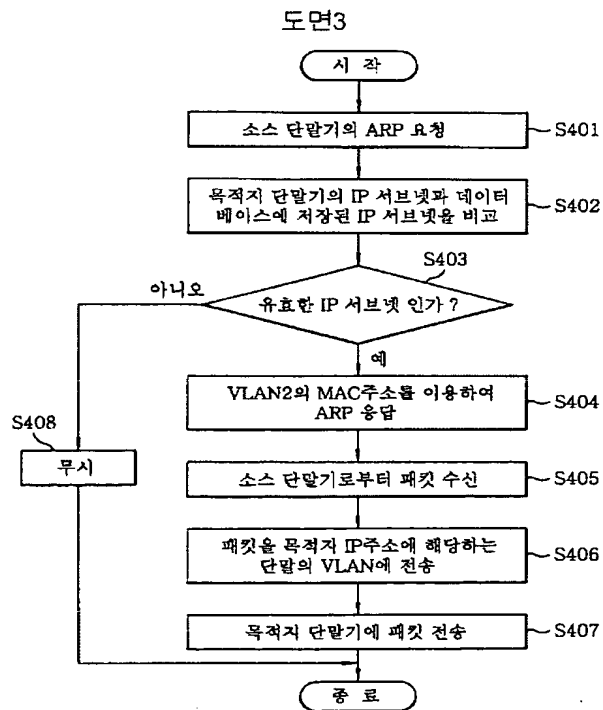 도면3
시 작
소스 단말기의 ARP 요청
S401
목적지 단말기의 IP 서브넷과 데이터
베이스에 저장된 IP 서브넷을 비교
S402
S403
아니오
유효한 IP 서브넷 인가 ?
예
VLAN2의 MAC주소를 이용하여
ARP 응답
S404
S408
무시
소스 단말기로부터 패킷 수신
S405
패킷을 목적지 IP주소에 해당하는
단말의 VLAN에 전송
S406
목적지 단말기에 패킷 전송
S407
종 료